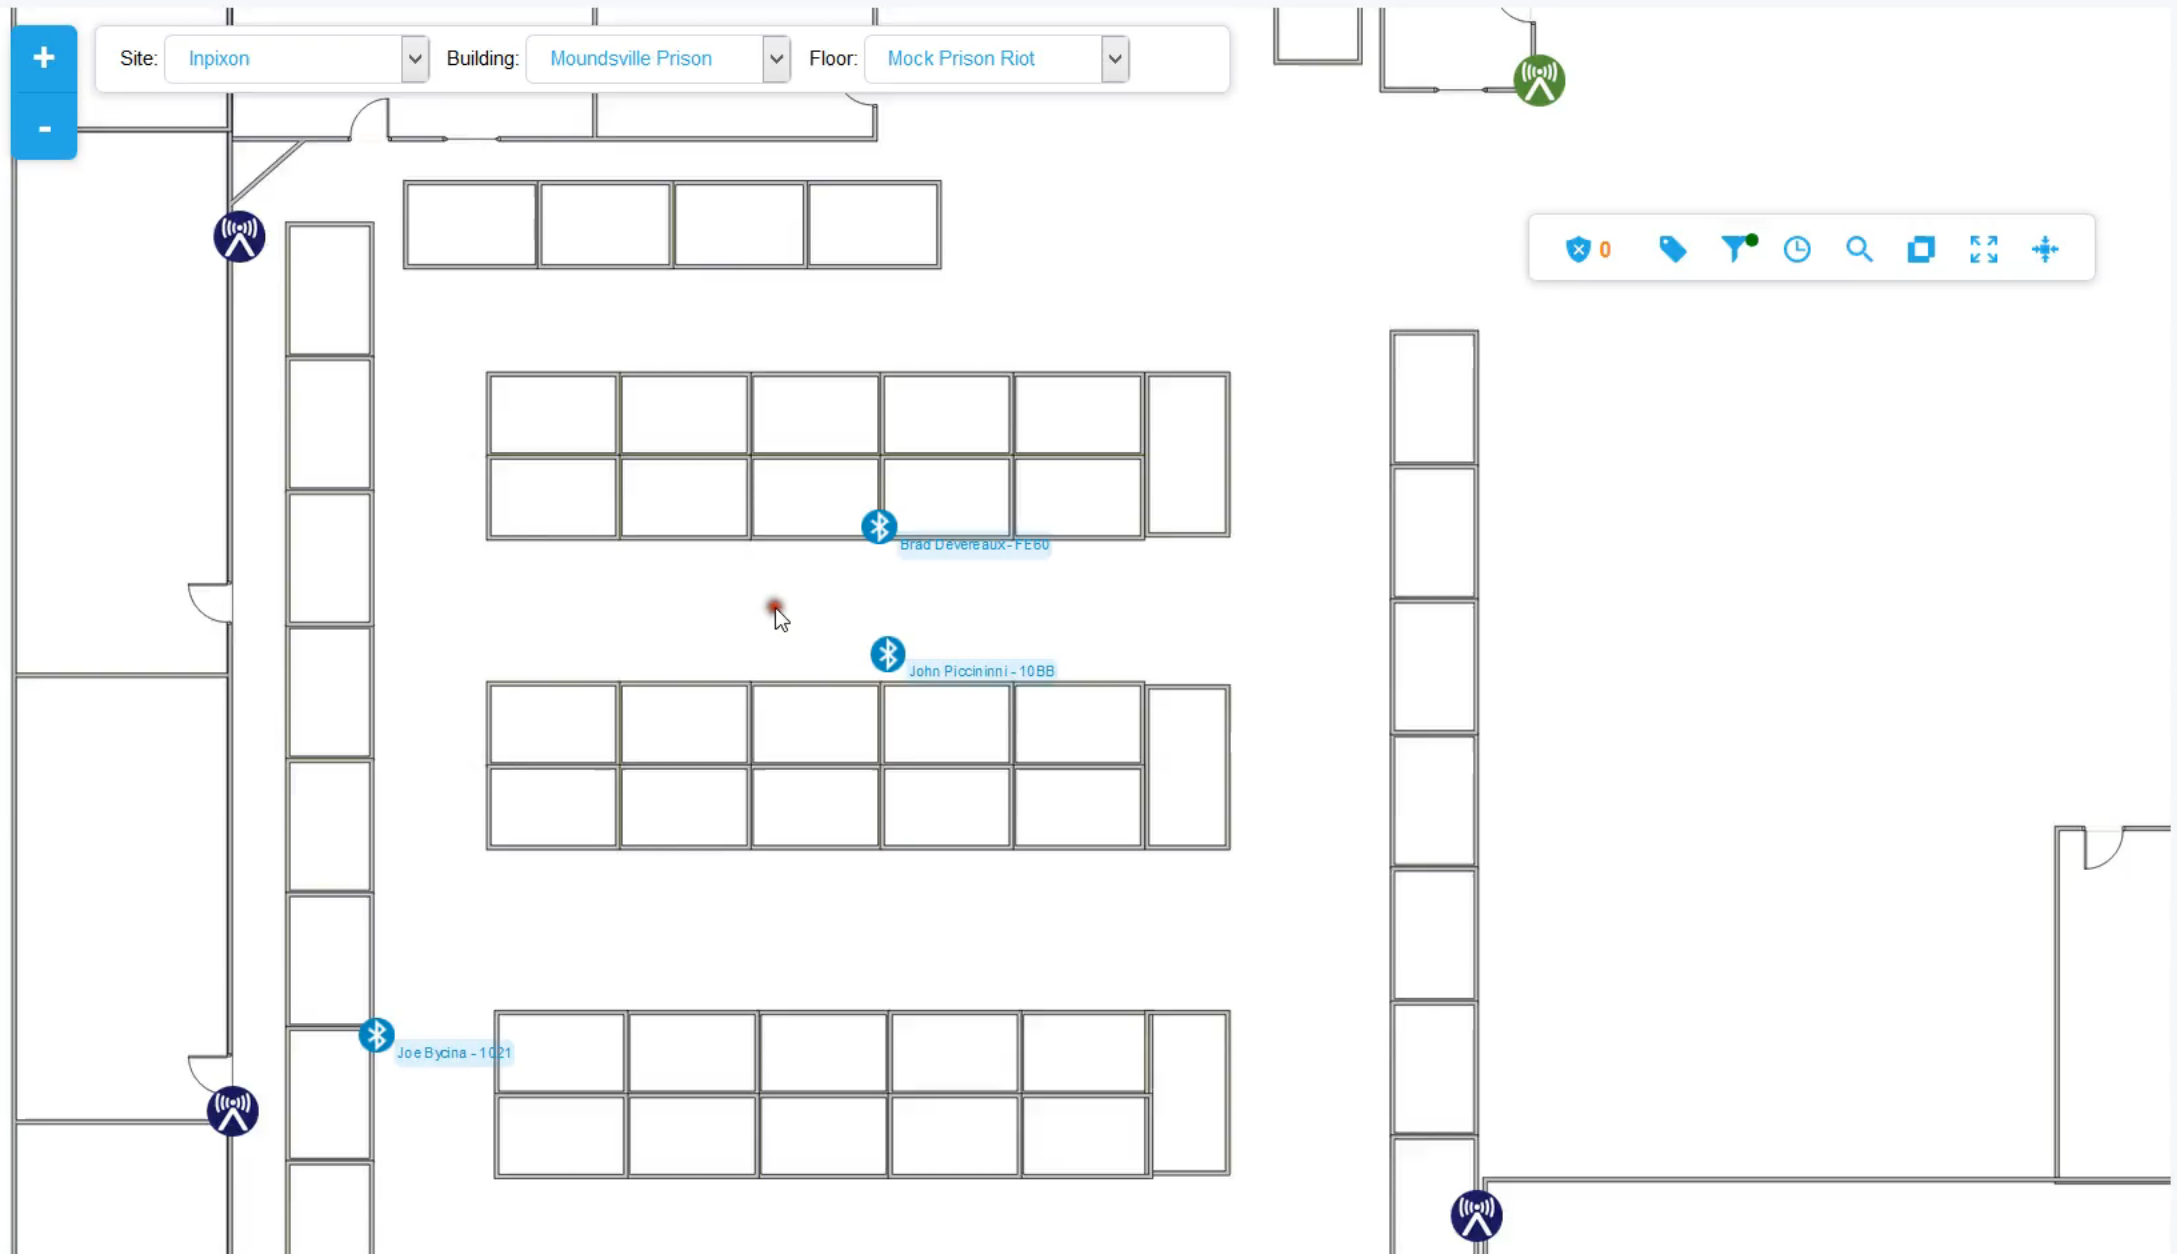 +
-
Site: Inpixon Building: Moundsville Prison Floor: Mock Prison Riot
0
Brad Devereaux - FE60
John Piccininni - 10BB
Joe Bycina - 1021